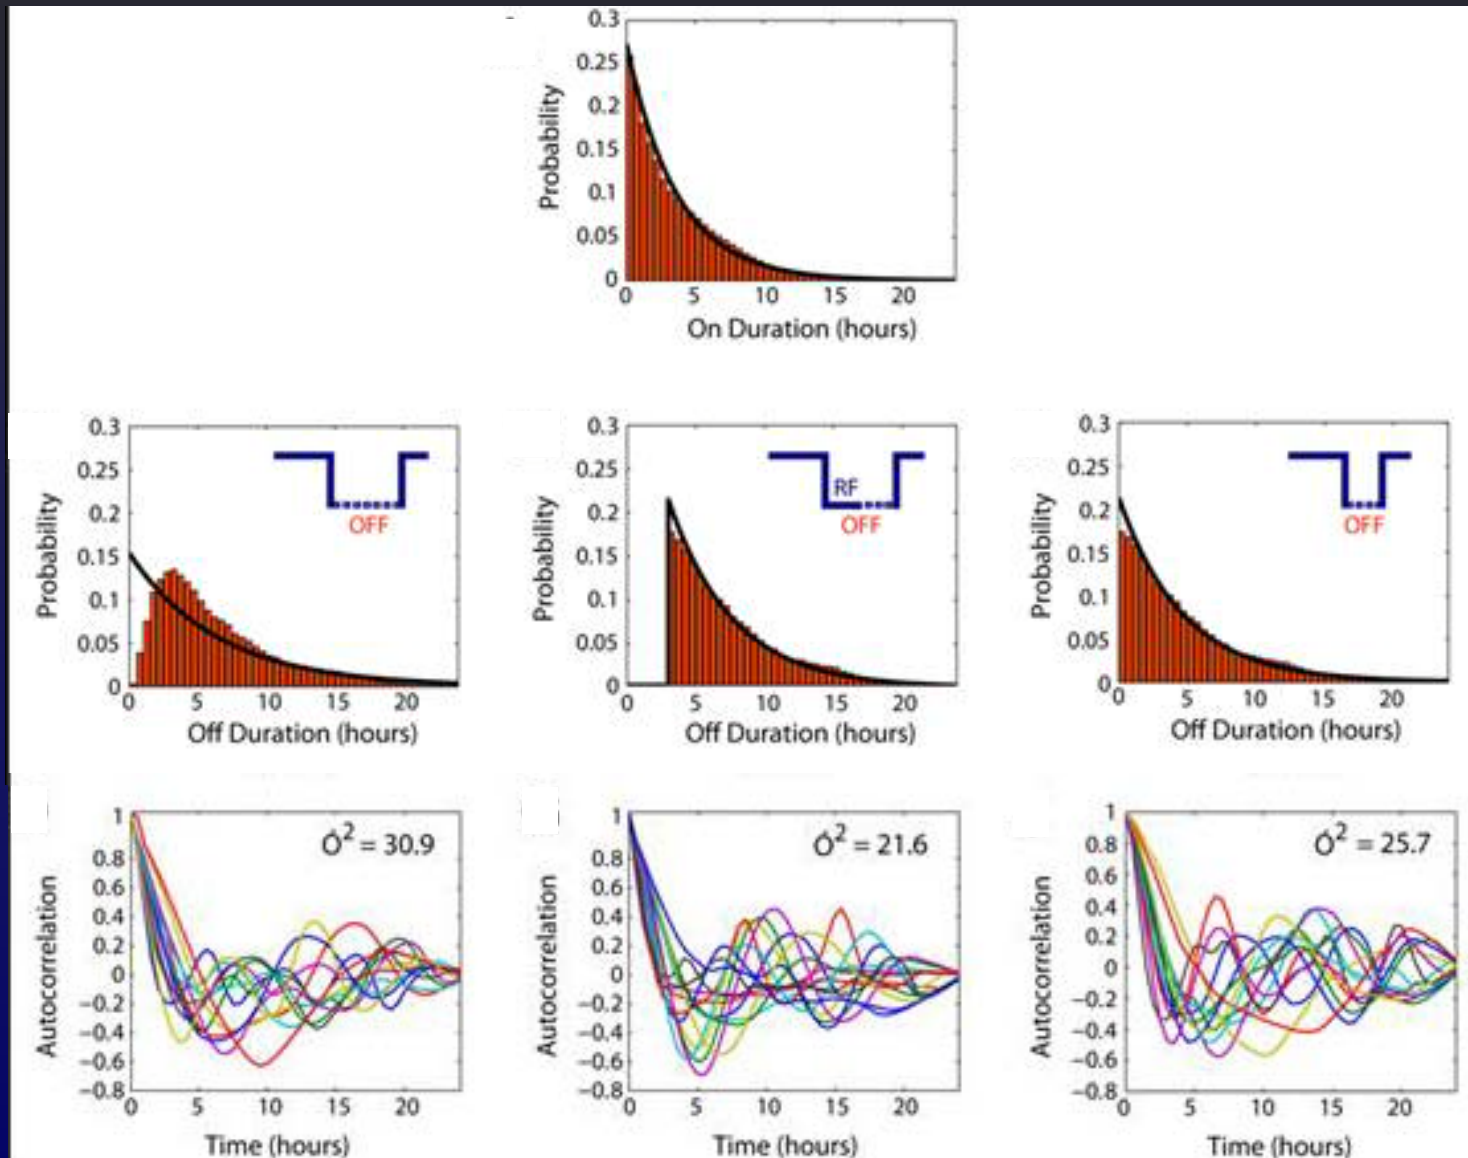 0.3
0.25
0.2
0.15
0.1
0.05
0
Probability
0 5 10 15 20
On Duration (hours)
0.3
0.25
0.2
0.15
0.1
0.05
0
Probability
OFF
0 5 10 15 20
Off Duration (hours)
0.3
0.25
0.2
0.15
0.1
0.05
0
Probability
RF
OFF
0 5 10 15 20
Off Duration (hours)
0.3
0.25
0.2
0.15
0.1
0.05
0
Probability
OFF
0 5 10 15 20
Off Duration (hours)
1
0.8
0.6
0.4
0.2
0
−0.2
−0.4
−0.6
−0.8
Autocorrelation
Ó² = 30.9
0 5 10 15 20
Time (hours)
1
0.8
0.6
0.4
0.2
0
−0.2
−0.4
−0.6
−0.8
Autocorrelation
Ó² = 21.6
0 5 10 15 20
Time (hours)
1
0.8
0.6
0.4
0.2
0
−0.2
−0.4
−0.6
−0.8
Autocorrelation
Ó² = 25.7
0 5 10 15 20
Time (hours)